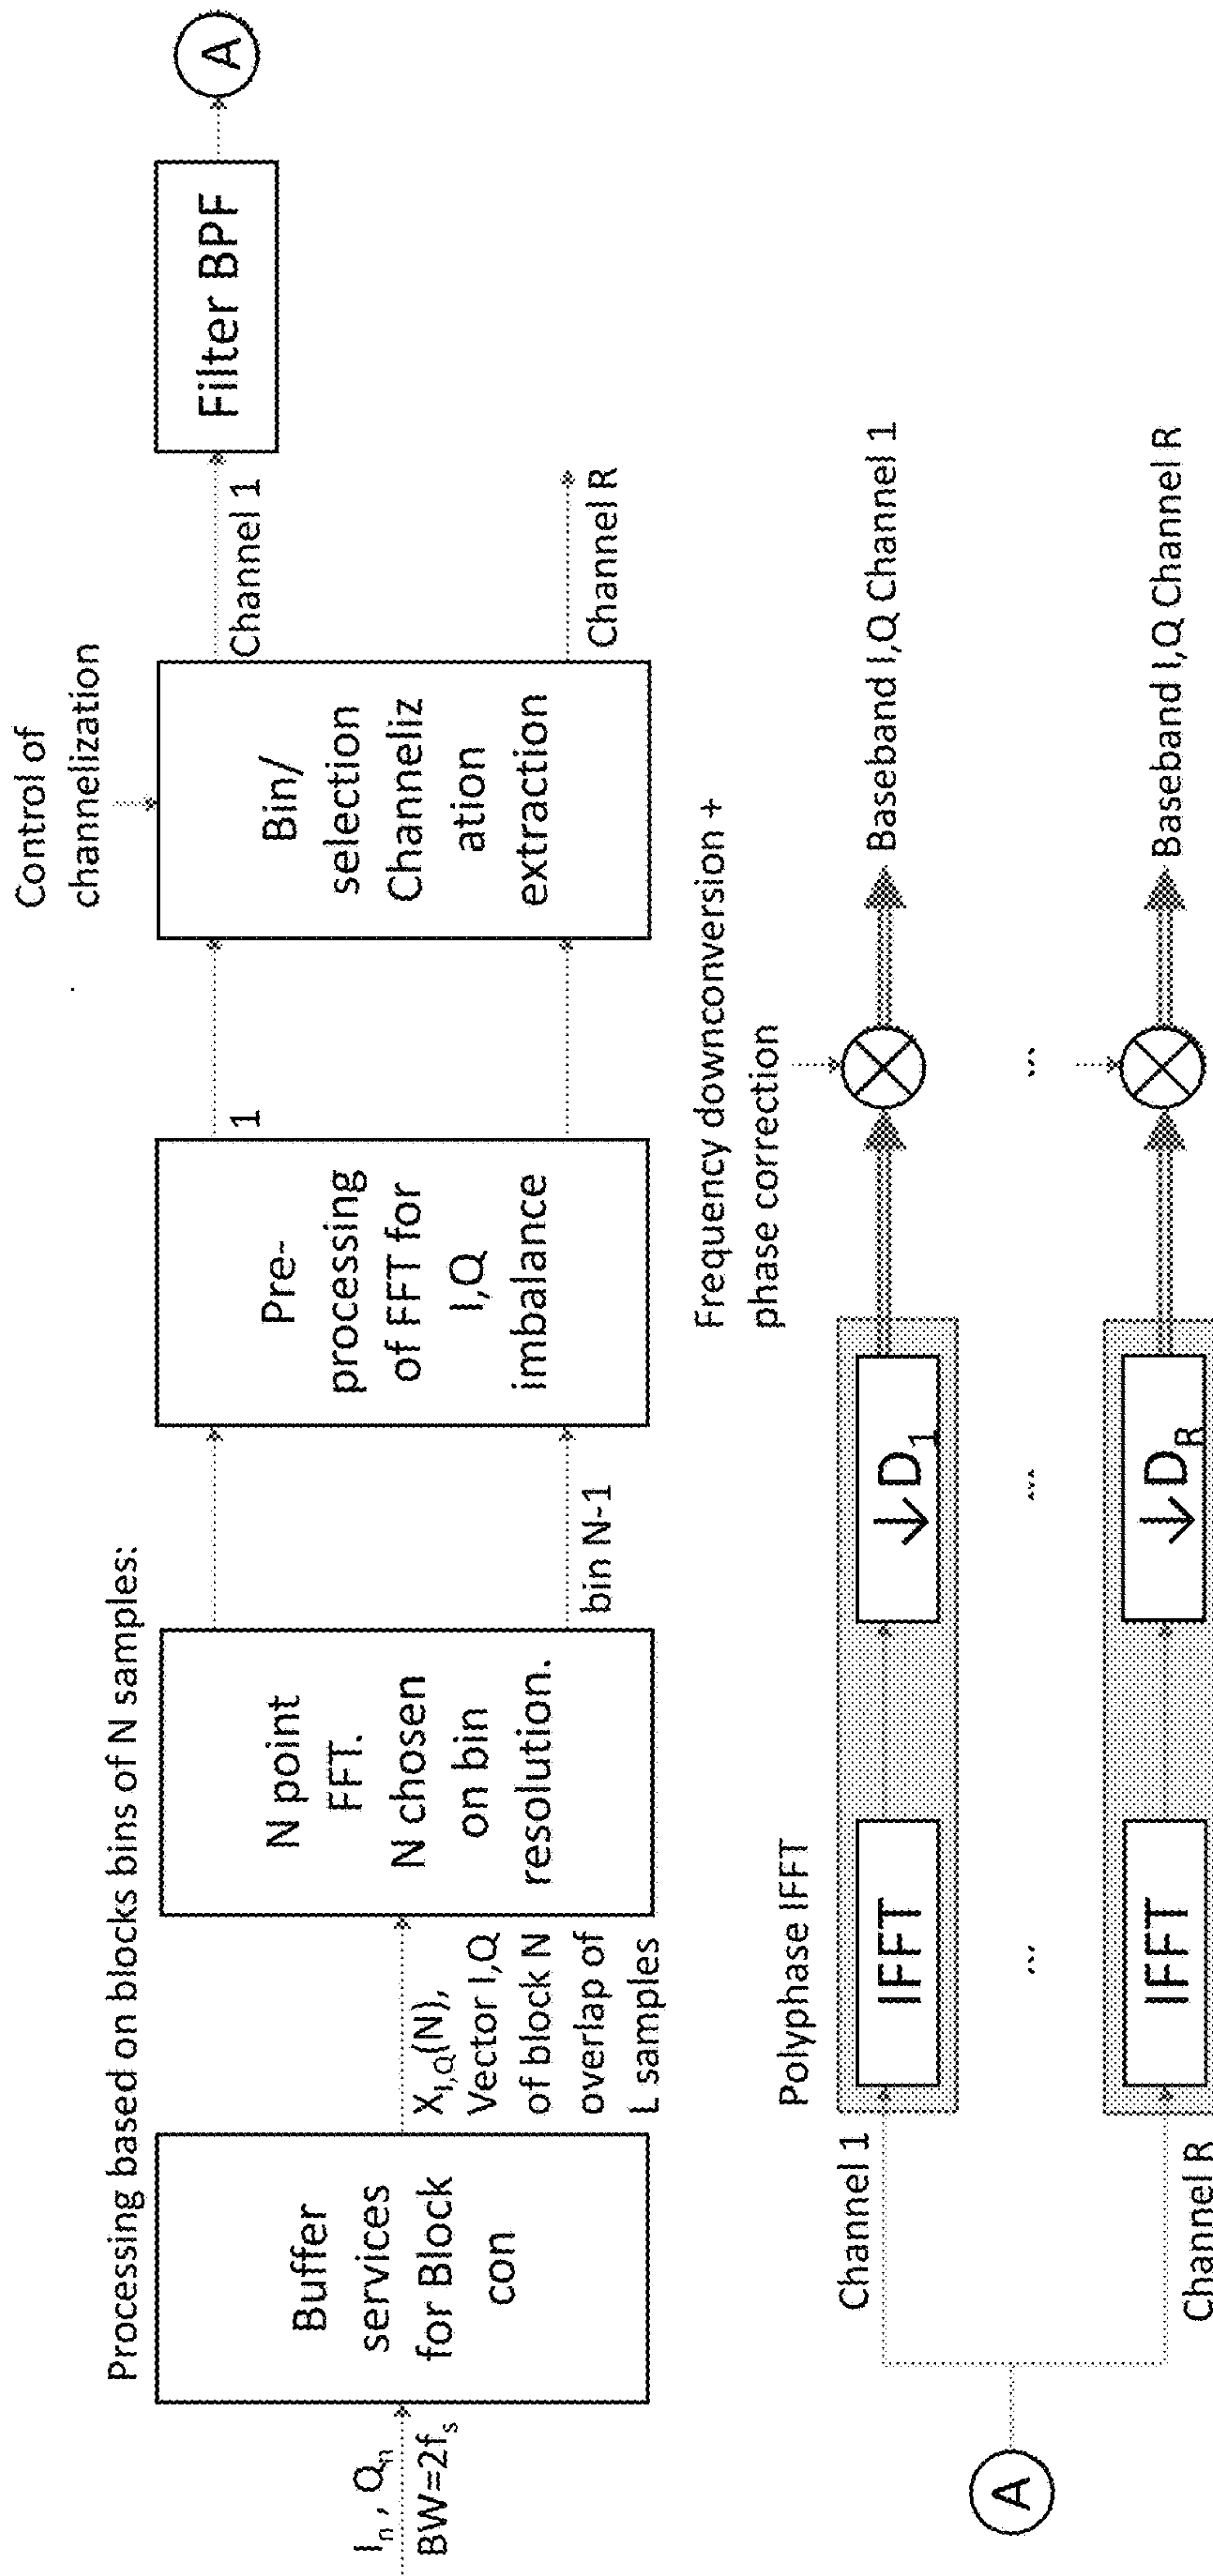 Processing based on blocks bins of N samples:
I_n , Q_n
BW=2f_s
Buffer
services
for Block
con
X_I,Q(N),
Vector I,Q
of block N
overlap of
L samples
N point
FFT.
N chosen
on bin
resolution.
bin N-1
Pre-
processing
of FFT for
I,Q
imbalance
1
Control of
channelization
Bin/
selection
Channeliz
ation
extraction
Channel 1
Channel R
Filter BPF
A
A
Channel 1
Channel R
Polyphase IFFT
IFFT
↓D_1
...
...
IFFT
↓D_R
Frequency downconversion +
phase correction
...
Baseband I,Q Channel 1
Baseband I,Q Channel R